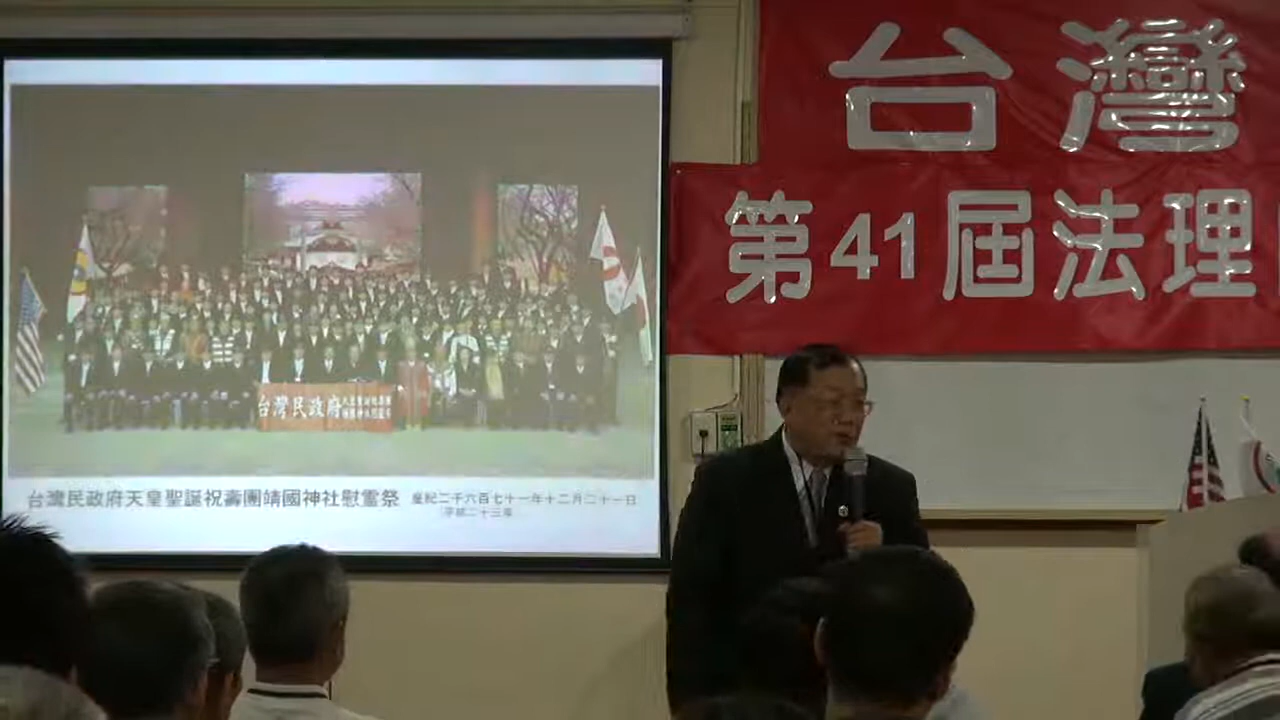 台灣
第41屆法理
台灣民政府
台灣民政府天皇聖誕祝壽團靖國神社慰霊祭 皇紀二千六百七十一年十二月二十一日
平成二十三年